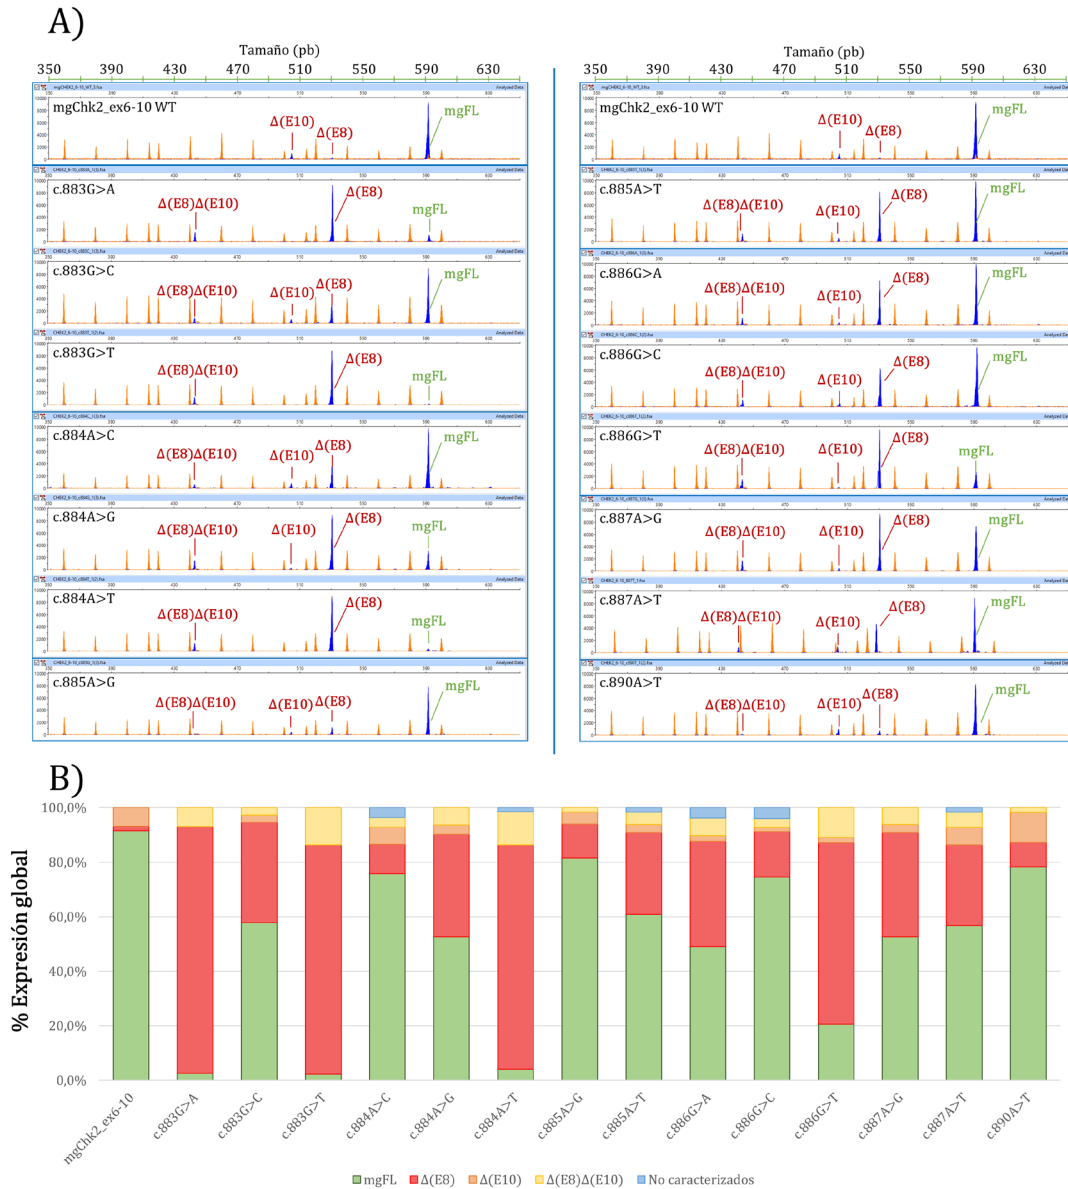 A)
Tamaño (pb)
350 390 430 470 510 550 590 630
mgChk2_ex6-10 WT
Δ(E10)
Δ(E8)
mgFL
c.883G>A
Δ(E8)Δ(E10)
Δ(E8)
mgFL
c.883G>C
Δ(E8)Δ(E10)
Δ(E10)
Δ(E8)
mgFL
c.883G>T
Δ(E8)Δ(E10)
Δ(E8)
mgFL
c.884A>C
Δ(E8)Δ(E10)
Δ(E10)
Δ(E8)
mgFL
c.884A>G
Δ(E8)Δ(E10)
Δ(E10)
Δ(E8)
mgFL
c.884A>T
Δ(E8)Δ(E10)
Δ(E8)
mgFL
c.885A>G
Δ(E8)Δ(E10)
Δ(E10)
Δ(E8)
mgFL
Tamaño (pb)
350 390 430 470 510 550 590 630
mgChk2_ex6-10 WT
Δ(E10)
Δ(E8)
mgFL
c.885A>T
Δ(E8)Δ(E10)
Δ(E10)
Δ(E8)
mgFL
c.886G>A
Δ(E8)Δ(E10)
Δ(E10)
Δ(E8)
mgFL
c.886G>C
Δ(E8)Δ(E10)
Δ(E10)
Δ(E8)
mgFL
c.886G>T
Δ(E8)Δ(E10)
Δ(E10)
Δ(E8)
mgFL
c.887A>G
Δ(E8)Δ(E10)
Δ(E10)
Δ(E8)
mgFL
c.887A>T
Δ(E8)Δ(E10)
Δ(E10)
Δ(E8)
mgFL
c.890A>T
Δ(E8)Δ(E10)
Δ(E10)
Δ(E8)
mgFL
B)
% Expresión global
100,0%
80,0%
60,0%
40,0%
20,0%
0,0%
mgChk2_ex6-10
c.883G>A
c.883G>C
c.883G>T
c.884A>C
c.884A>G
c.884A>T
c.885A>G
c.885A>T
c.886G>A
c.886G>C
c.886G>T
c.887A>G
c.887A>T
c.890A>T
mgFL Δ(E8) Δ(E10) Δ(E8)Δ(E10) No caracterizados